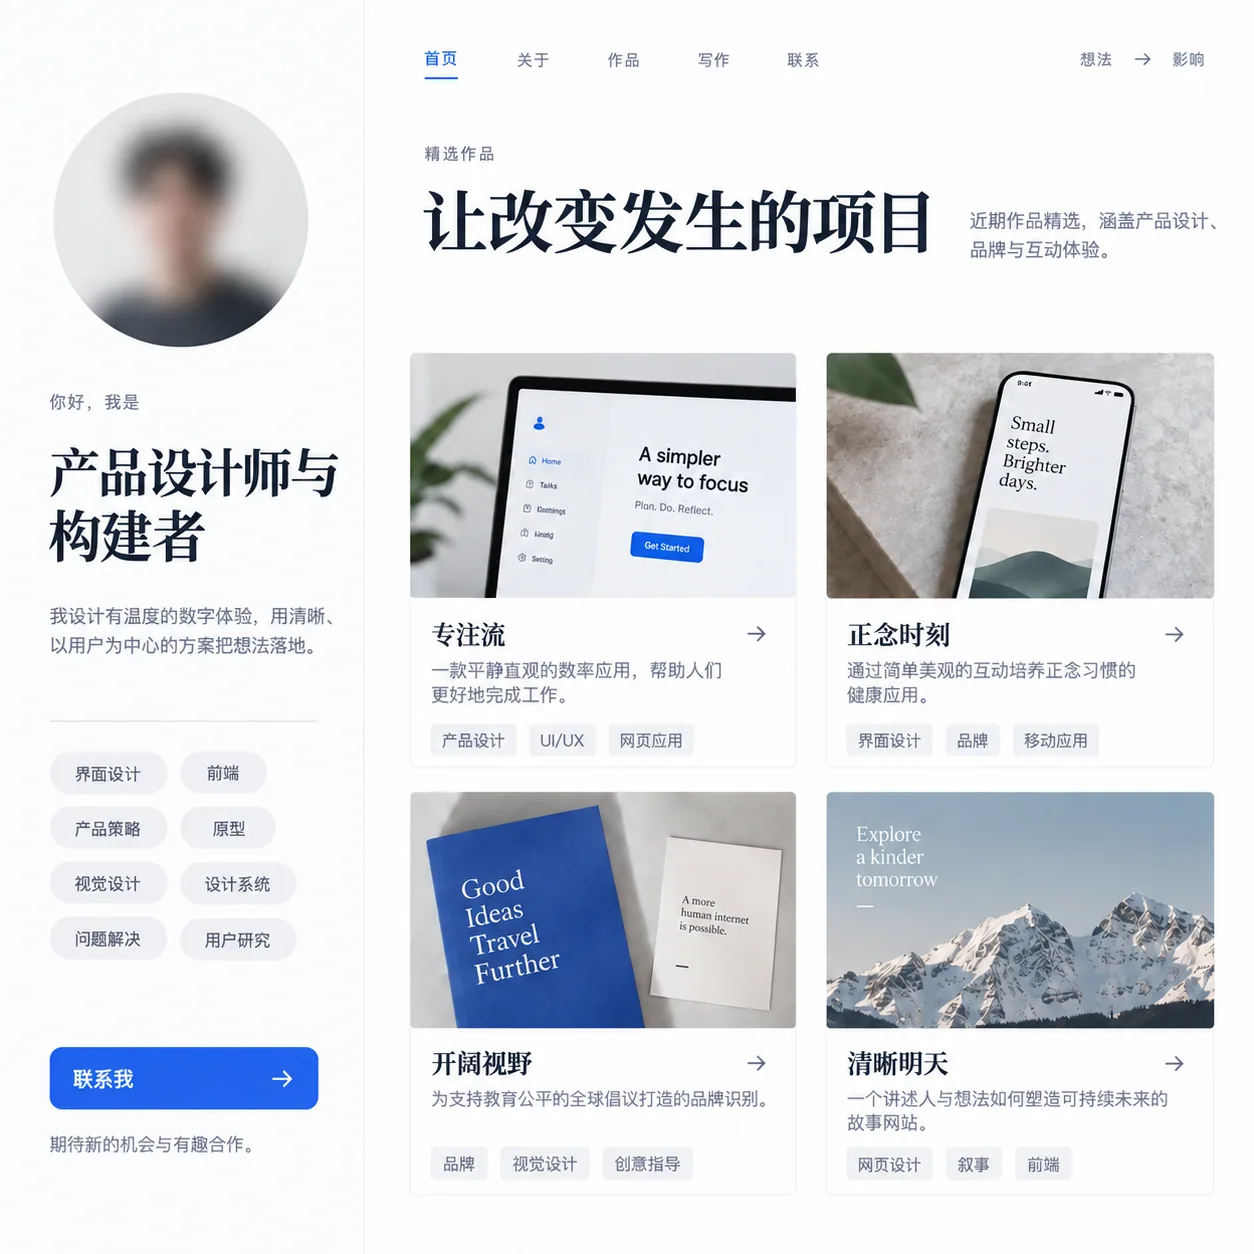 首页
关于
作品
写作
联系
想法 → 影响
你好，我是
产品设计师与
构建者
我设计有温度的数字体验，用清晰、
以用户为中心的方案把想法落地。
界面设计
前端
产品策略
原型
视觉设计
设计系统
问题解决
用户研究
联系我 →
期待新的机会与有趣合作。
精选作品
让改变发生的项目
近期作品精选，涵盖产品设计、
品牌与互动体验。
Home
Setting
A simpler
way to focus
Plan. Do. Reflect.
Get Started
专注流 →
一款平静直观的数率应用，帮助人们
更好地完成工作。
产品设计
UI/UX
网页应用
9:41
Small
steps.
Brighter
days.
正念时刻 →
通过简单美观的互动培养正念习惯的
健康应用。
界面设计
品牌
移动应用
Good
Ideas
Travel
Further
A more
human internet
is possible.
开阔视野 →
为支持教育公平的全球倡议打造的品牌识别。
品牌
视觉设计
创意指导
Explore
a kinder
tomorrow
清晰明天 →
一个讲述人与想法如何塑造可持续未来的
故事网站。
网页设计
叙事
前端